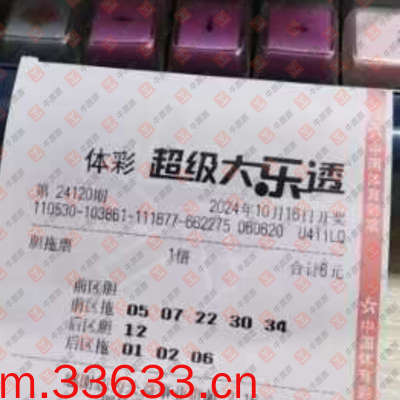 体彩 超级大乐透
第 24120期 2024年10月16日开奖
110530-103861-111877-662275 060620 U411LQ
胆拖票 1倍 合计6元
前区胆
前区拖 05 07 22 30 34
后区胆 12
后区拖 01 02 06
m.33633.cn